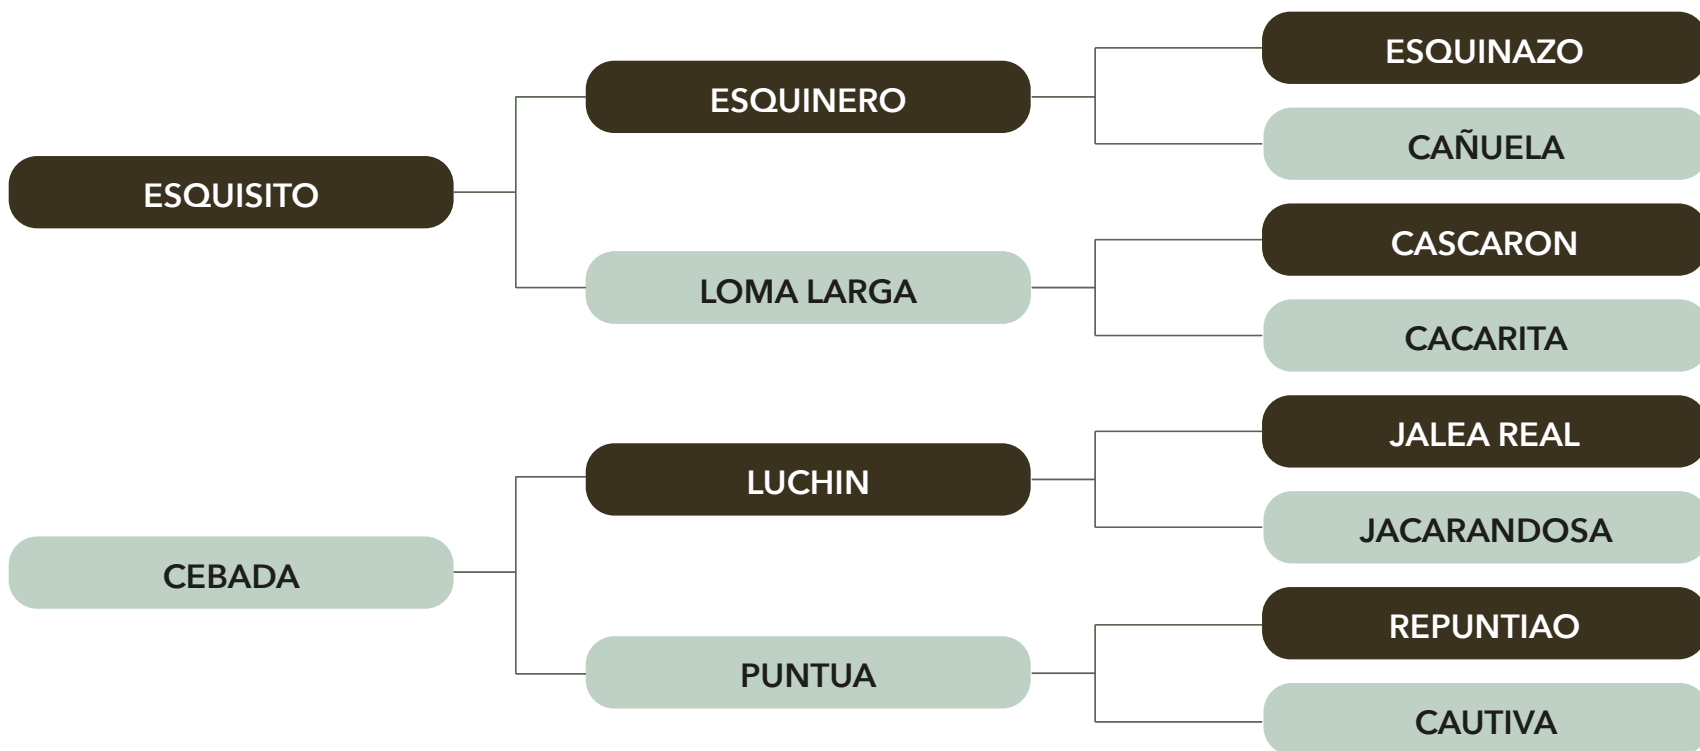 ESQUISITO
ESQUINERO
ESQUINAZO
CAÑUELA
LOMA LARGA
CASCARON
CACARITA
CEBADA
LUCHIN
JALEA REAL
JACARANDOSA
PUNTUA
REPUNTIAO
CAUTIVA